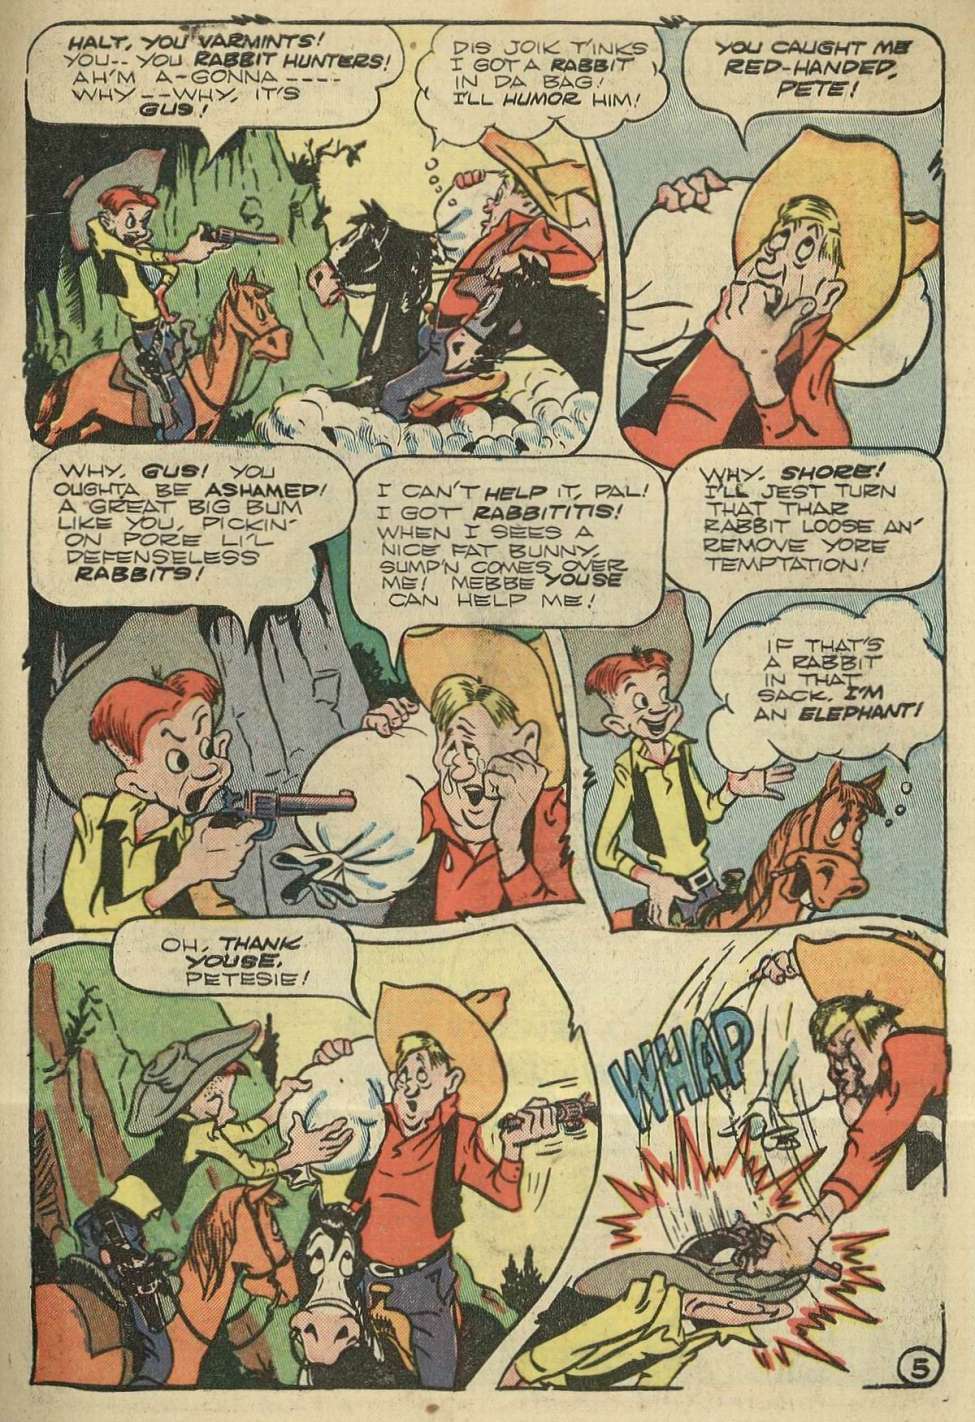 HALT, YOU VARMINTS!
YOU-- YOU RABBIT HUNTERS!
AH'M A-GONNA ----
WHY --WHY, IT'S
GUS!
DIS JOIK T'INKS
I GOT A RABBIT
IN DA BAG!
I'LL HUMOR HIM!
YOU CAUGHT ME
RED-HANDED,
PETE!
WHY, GUS! YOU
OUGHTA BE ASHAMED!
A GREAT BIG BUM
LIKE YOU, PICKIN'
ON PORE LI'L
DEFENSELESS
RABBITS!
I CAN'T HELP IT, PAL!
I GOT RABBITITIS!
WHEN I SEES A
NICE FAT BUNNY,
SUMP'N COMES OVER
ME! MEBBE YOUSE
CAN HELP ME!
WHY, SHORE!
I'LL JEST TURN
THAT THAR
RABBIT LOOSE AN'
REMOVE YORE
TEMPTATION!
IF THAT'S
A RABBIT
IN THAT
SACK, I'M
AN ELEPHANT!
OH, THANK
YOUSE,
PETESIE!
WHAP
5